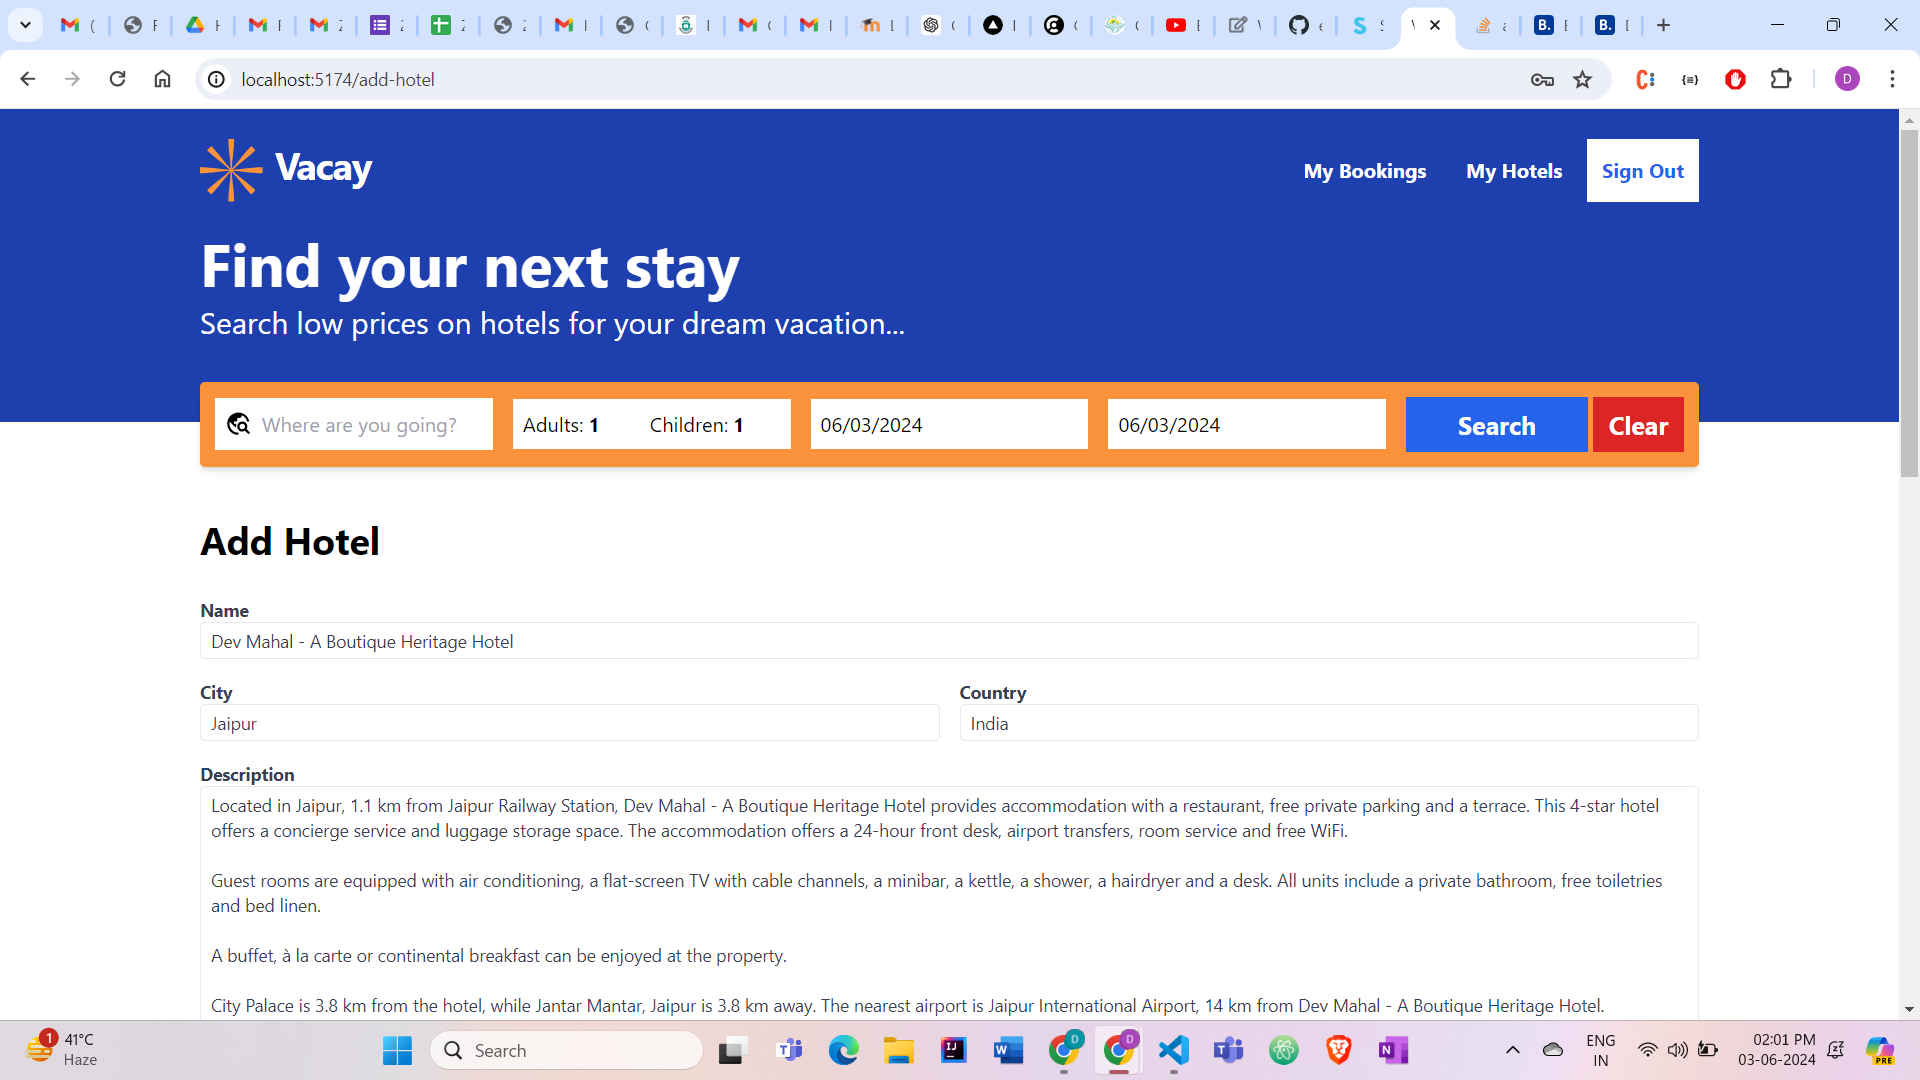 localhost:5174/add-hotel
D
Vacay
My Bookings
My Hotels
Sign Out
Find your next stay
Search low prices on hotels for your dream vacation...
Where are you going?
Adults: 1
Children: 1
06/03/2024
06/03/2024
Search
Clear
Add Hotel
Name
Dev Mahal - A Boutique Heritage Hotel
City
Country
Jaipur
India
Description
Located in Jaipur, 1.1 km from Jaipur Railway Station, Dev Mahal - A Boutique Heritage Hotel provides accommodation with a restaurant, free private parking and a terrace. This 4-star hotel
offers a concierge service and luggage storage space. The accommodation offers a 24-hour front desk, airport transfers, room service and free WiFi.
Guest rooms are equipped with air conditioning, a flat-screen TV with cable channels, a minibar, a kettle, a shower, a hairdryer and a desk. All units include a private bathroom, free toiletries
and bed linen.
A buffet, à la carte or continental breakfast can be enjoyed at the property.
City Palace is 3.8 km from the hotel, while Jantar Mantar, Jaipur is 3.8 km away. The nearest airport is Jaipur International Airport, 14 km from Dev Mahal - A Boutique Heritage Hotel.
1
41°C
Haze
Search
ENG
IN
02:01 PM
03-06-2024
PRE